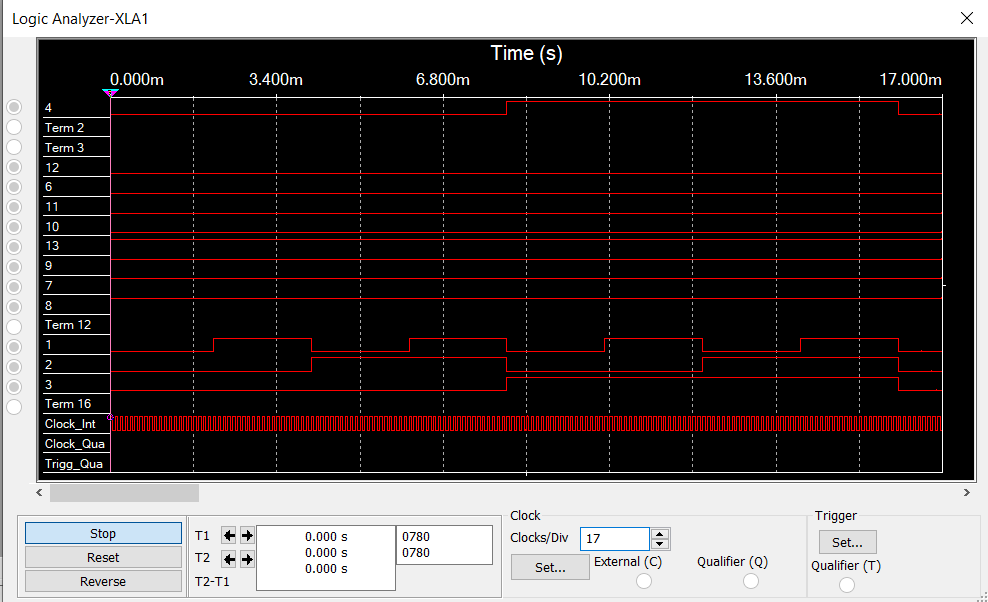 Logic Analyzer-XLA1
Time (s)
0.000m 3.400m 6.800m 10.200m 13.600m 17.000m
4
Term 2
Term 3
12
6
11
10
13
9
7
8
Term 12
1
2
3
Term 16
Clock_Int
Clock_Qua
Trigg_Qua
Stop
Reset
Reverse
T1 0.000 s 0780
T2 0.000 s 0780
T2-T1 0.000 s
Clock
Clocks/Div 17
Set... External (C) Qualifier (Q)
Trigger
Set...
Qualifier (T)